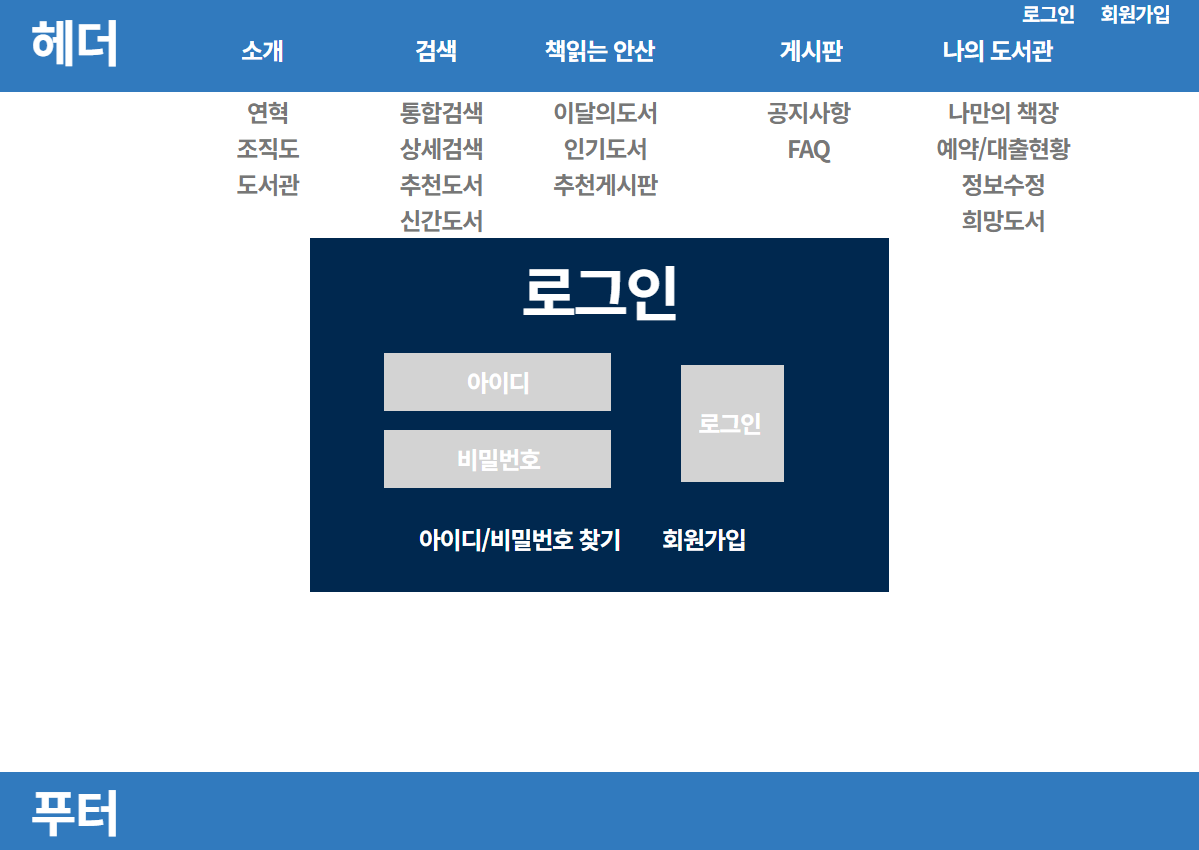 로그인 회원가입
헤더
소개 검색 책읽는 안산 게시판 나의 도서관
연혁 통합검색 이달의도서 공지사항 나만의 책장
조직도 상세검색 인기도서 FAQ 예약/대출현황
도서관 추천도서 추천게시판 정보수정
신간도서 희망도서
로그인
아이디
로그인
비밀번호
아이디/비밀번호 찾기 회원가입
푸터